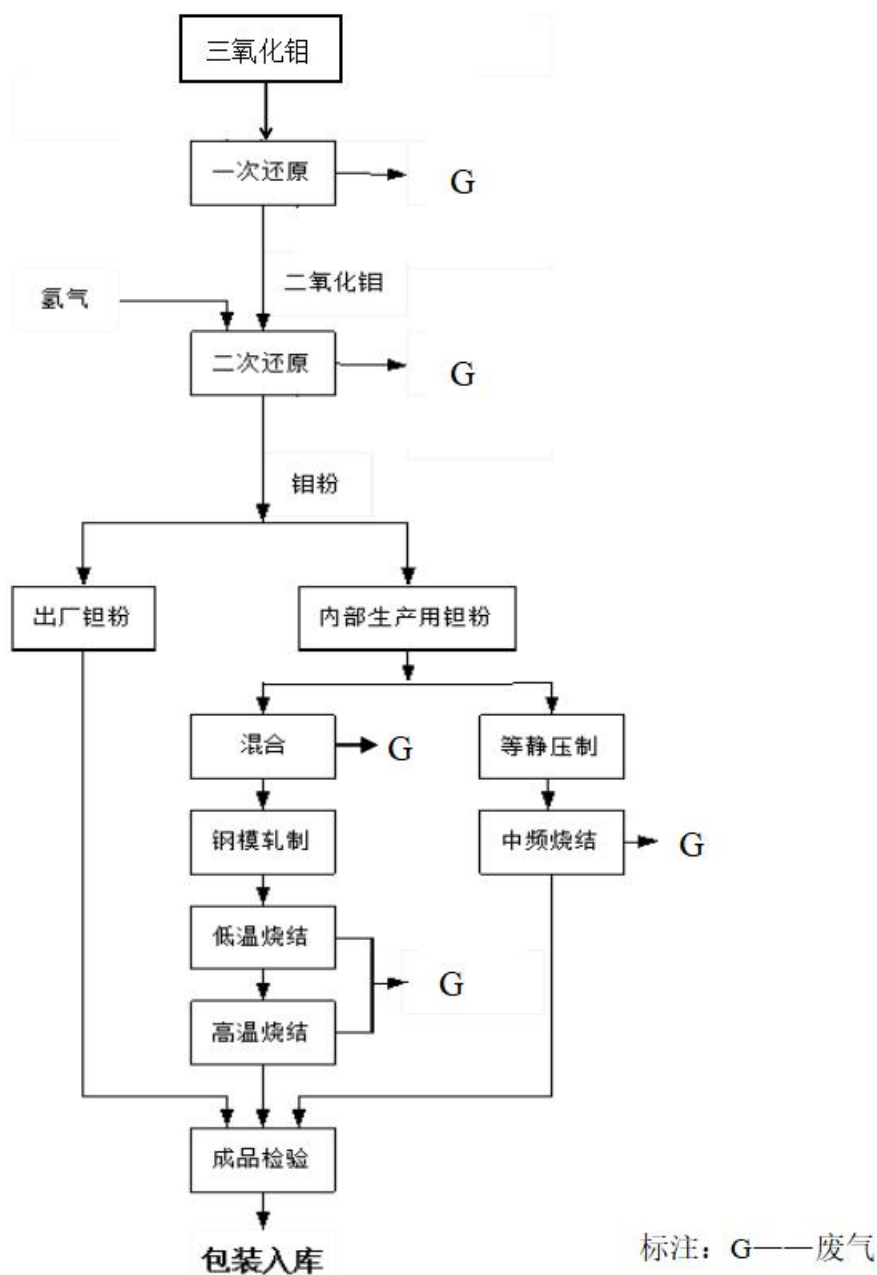 三氧化钼
一次还原
G
二氧化钼
氢气
二次还原
G
钼粉
出厂钽粉
内部生产用钽粉
混合
G
等静压制
钢模轧制
中频烧结
G
低温烧结
G
高温烧结
成品检验
包装入库
标注：G——废气